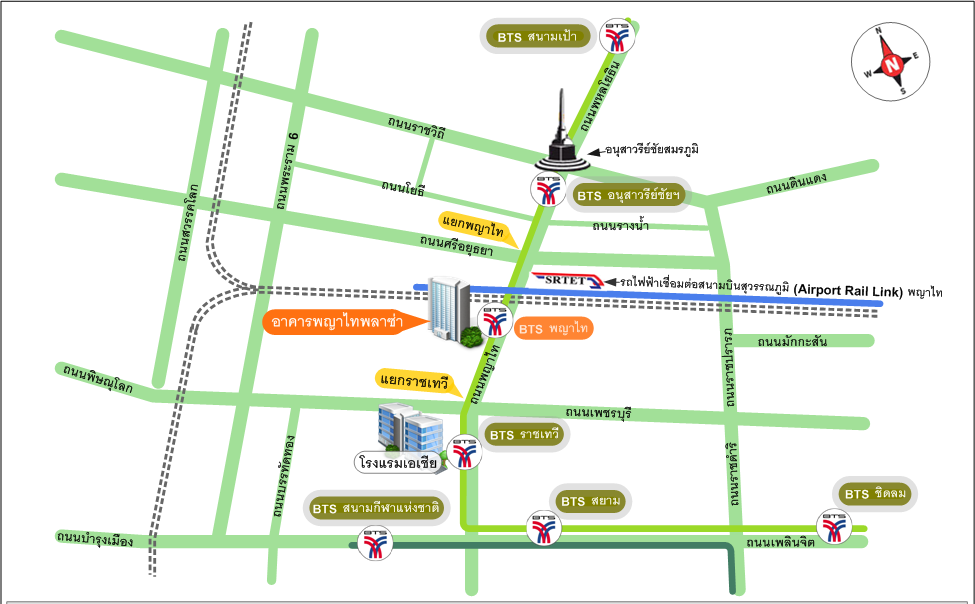 BTS สนามเป้า
BTS
N
E
W
S
N
ถนนพหลโยธิน
ถนนราชวิถี
อนุสาวรีย์ชัยสมรภูมิ
ถนนพระราม 6
ถนนโยธี
BTS
BTS อนุสาวรีย์ชัยฯ
ถนนดินแดง
ถนนสวรรคโลก
แยกพญาไท
ถนนรางน้ำ
ถนนศรีอยุธยา
SRTET
รถไฟฟ้าเชื่อมต่อสนามบินสุวรรณภูมิ (Airport Rail Link) พญาไท
อาคารพญาไทพลาซ่า
BTS
BTS พญาไท
ถนนมักกะสัน
ถนนราชปรารภ
ถนนพญาไท
แยกราชเทวี
ถนนพิษณุโลก
ถนนเพชรบุรี
BTS ราชเทวี
BTS
โรงแรมเอเชีย
ถนนบรรทัดทอง
ถนนราชดำริ
BTS สนามกีฬาแห่งชาติ
BTS สยาม
BTS ชิดลม
BTS
BTS
BTS
ถนนบำรุงเมือง
ถนนเพลินจิต